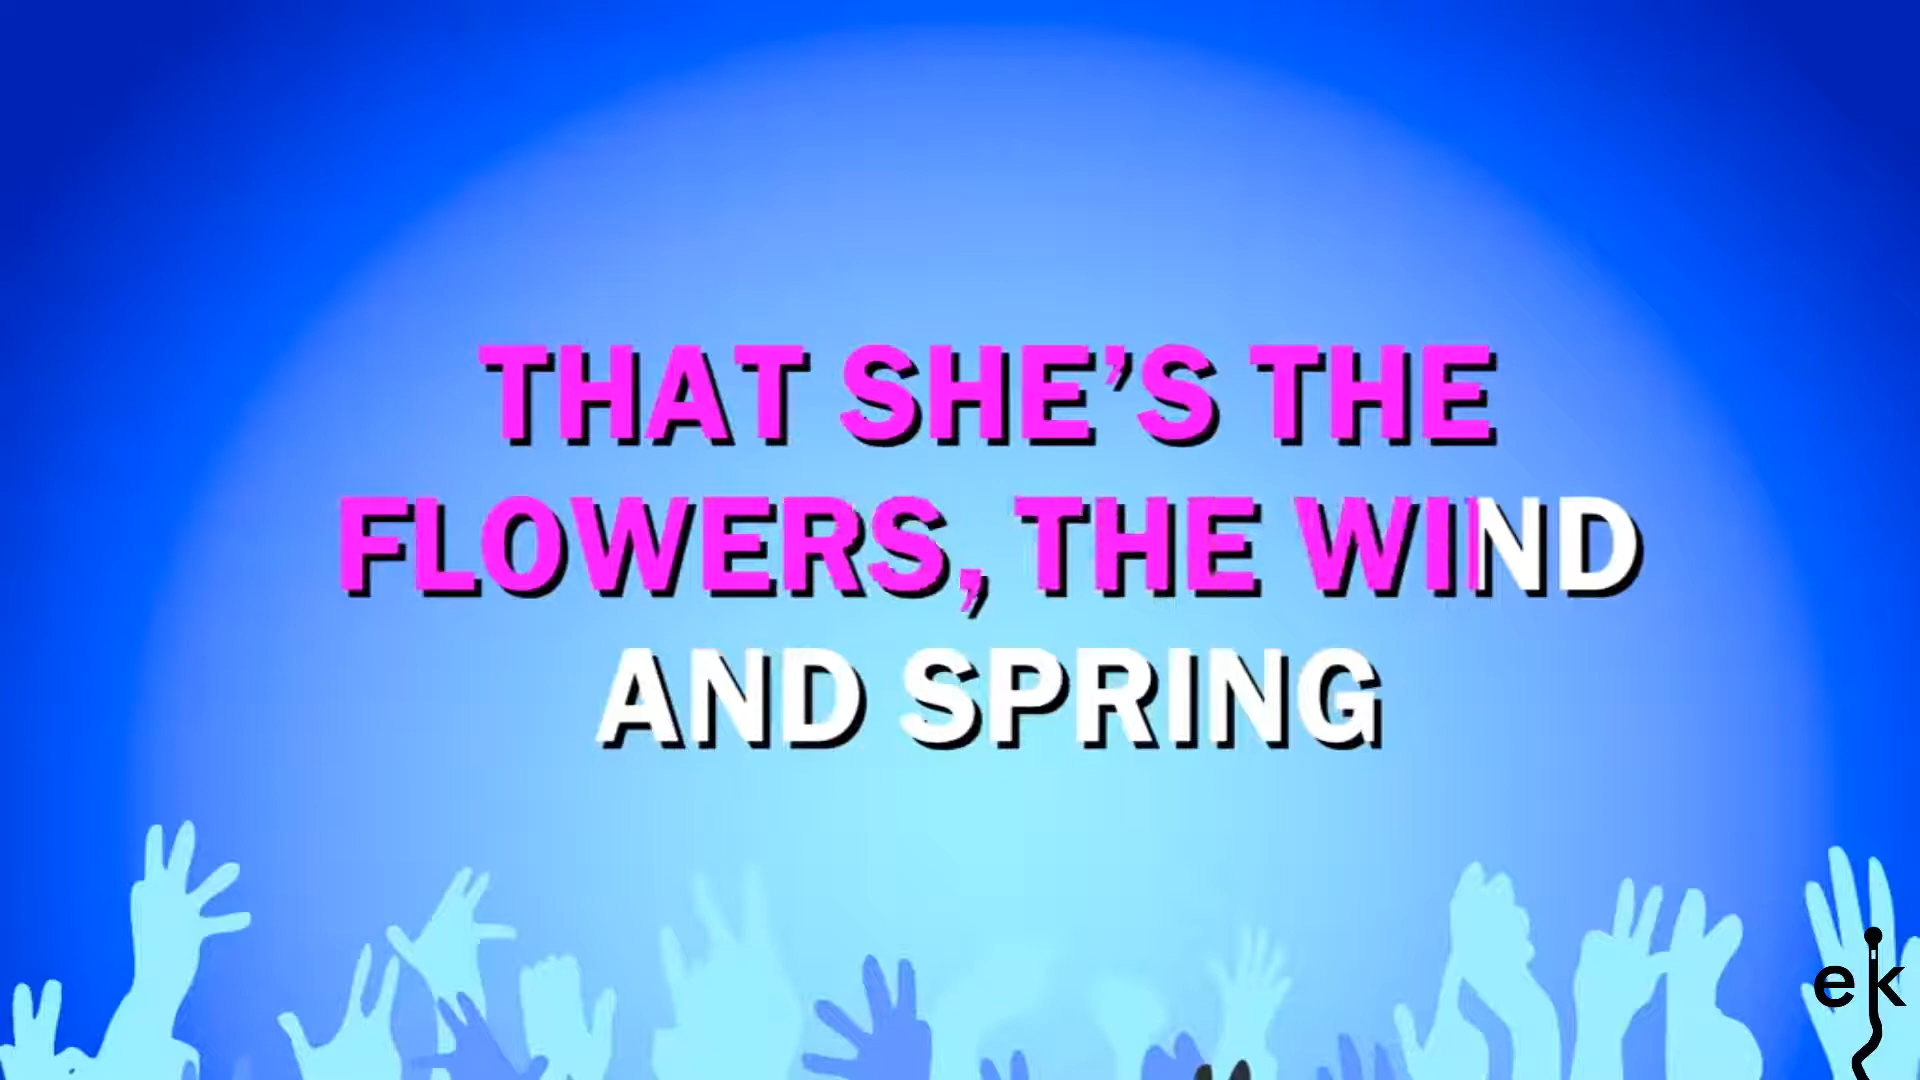 THAT SHE’S THE
FLOWERS, THE WIND
AND SPRING
ek